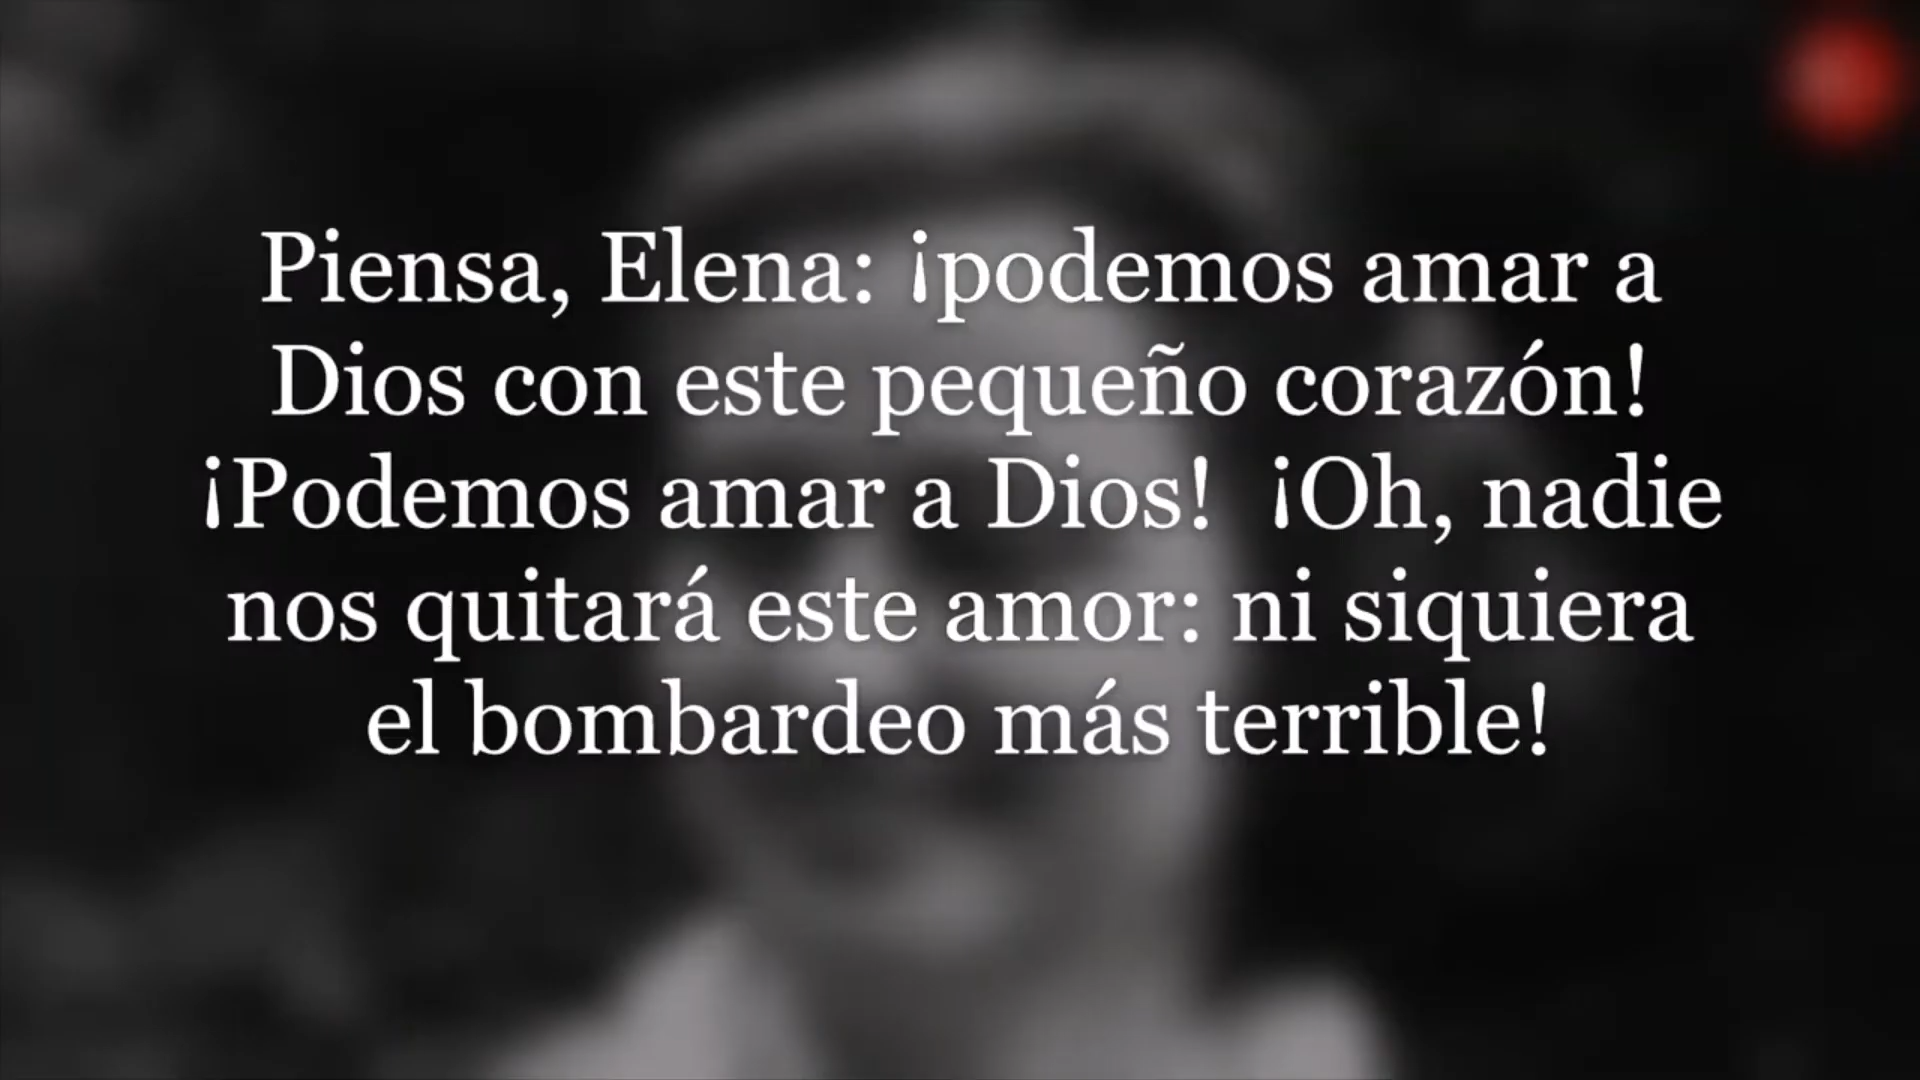 Piensa, Elena: ¡podemos amar a
Dios con este pequeño corazón!
¡Podemos amar a Dios!  ¡Oh, nadie
nos quitará este amor: ni siquiera
el bombardeo más terrible!